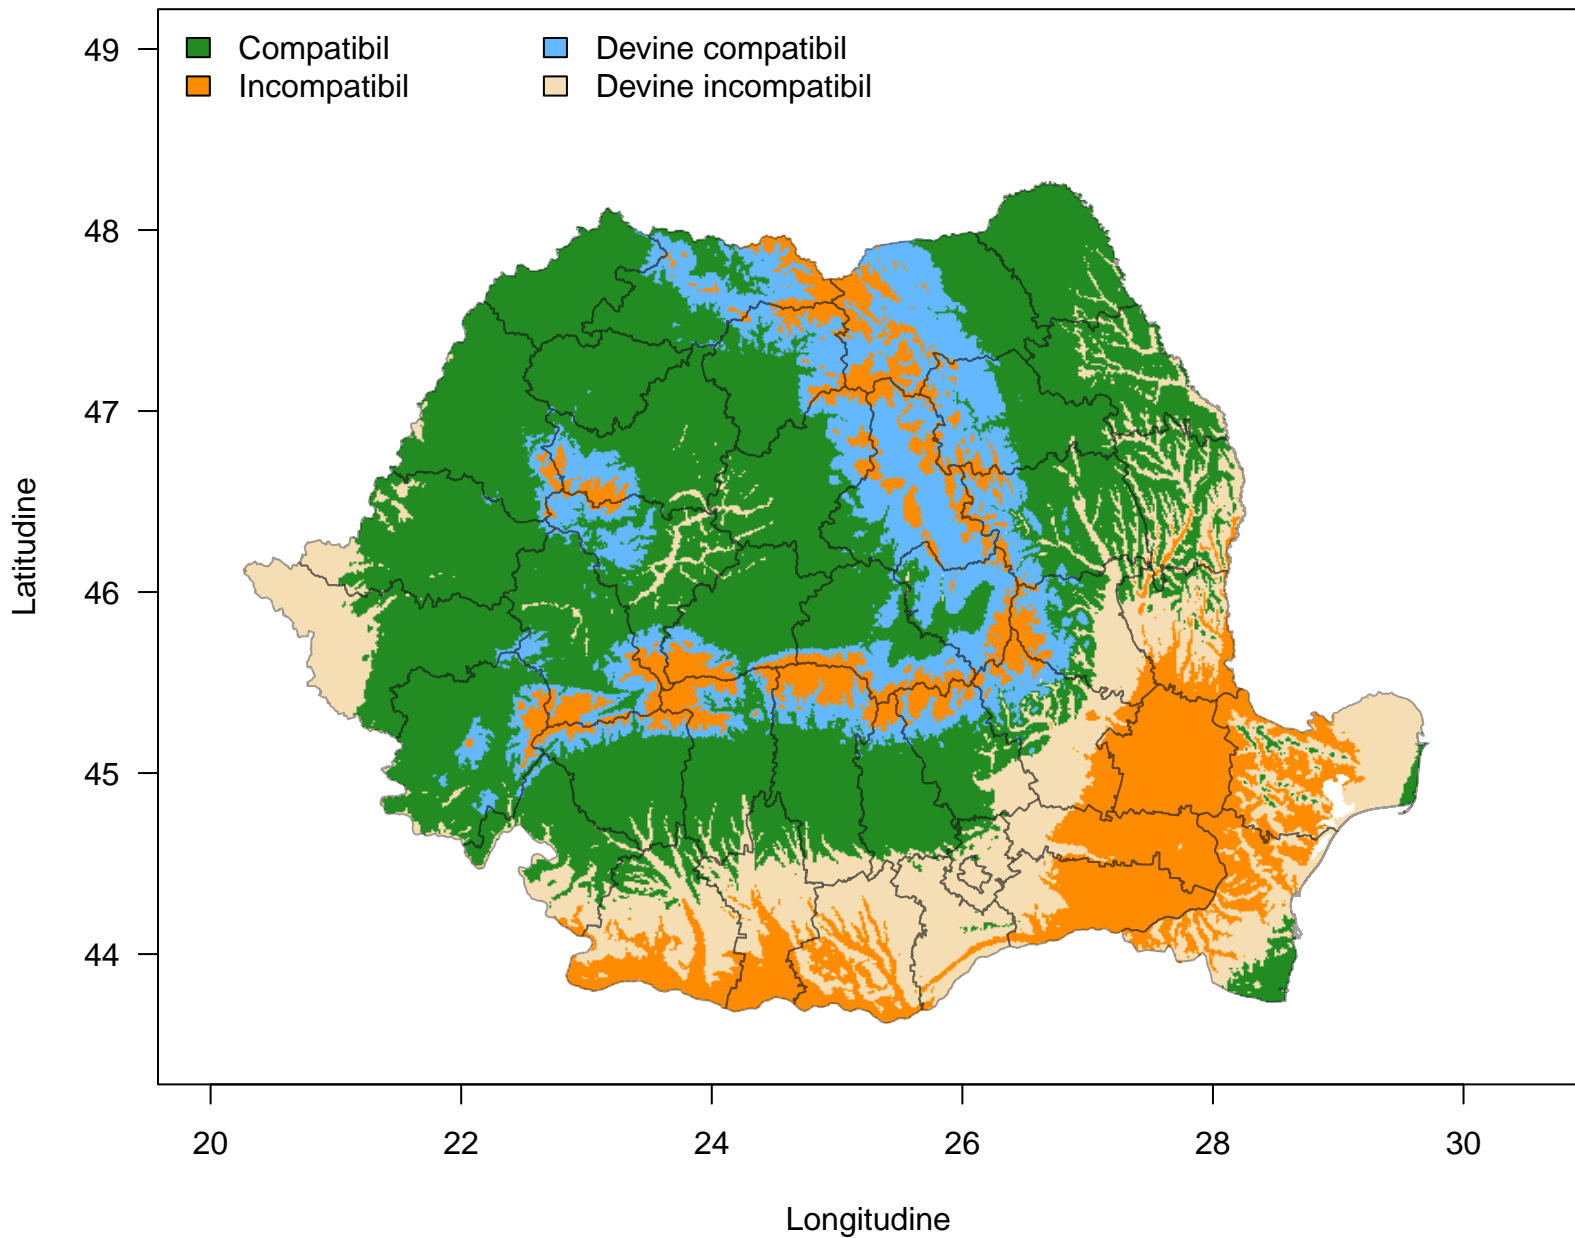 Compatibil
Incompatibil
Devine compatibil
Devine incompatibil
Latitudine
49
48
47
46
45
44
20 22 24 26 28 30
Longitudine